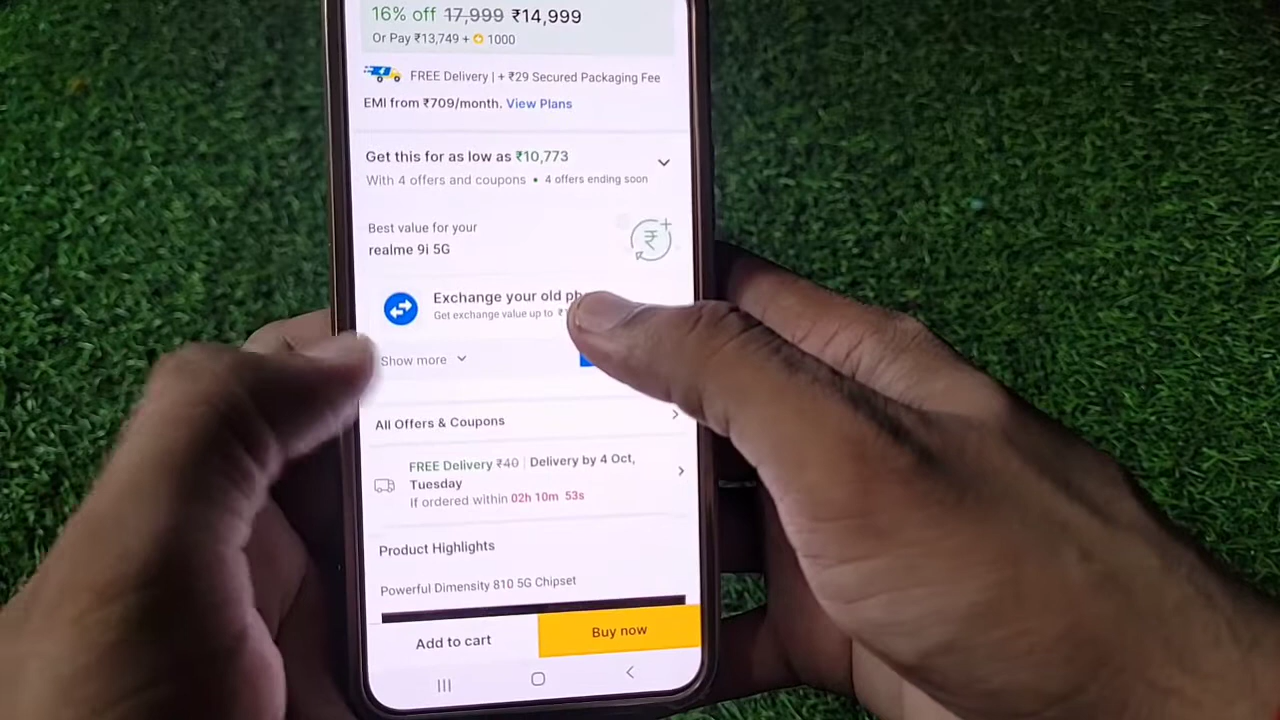 16% off 17,999 ₹14,999
Or Pay ₹13,749 + 1000
FREE Delivery | + ₹29 Secured Packaging Fee
EMI from ₹709/month. View Plans
Get this for as low as ₹10,773
With 4 offers and coupons • 4 offers ending soon
Best value for your
realme 9i 5G
Exchange your old
Get exchange value up to
Show more
All Offers & Coupons
FREE Delivery ₹40 | Delivery by 4 Oct,
Tuesday
If ordered within 02h 10m 53s
Product Highlights
Powerful Dimensity 810 5G Chipset
Add to cart
Buy now